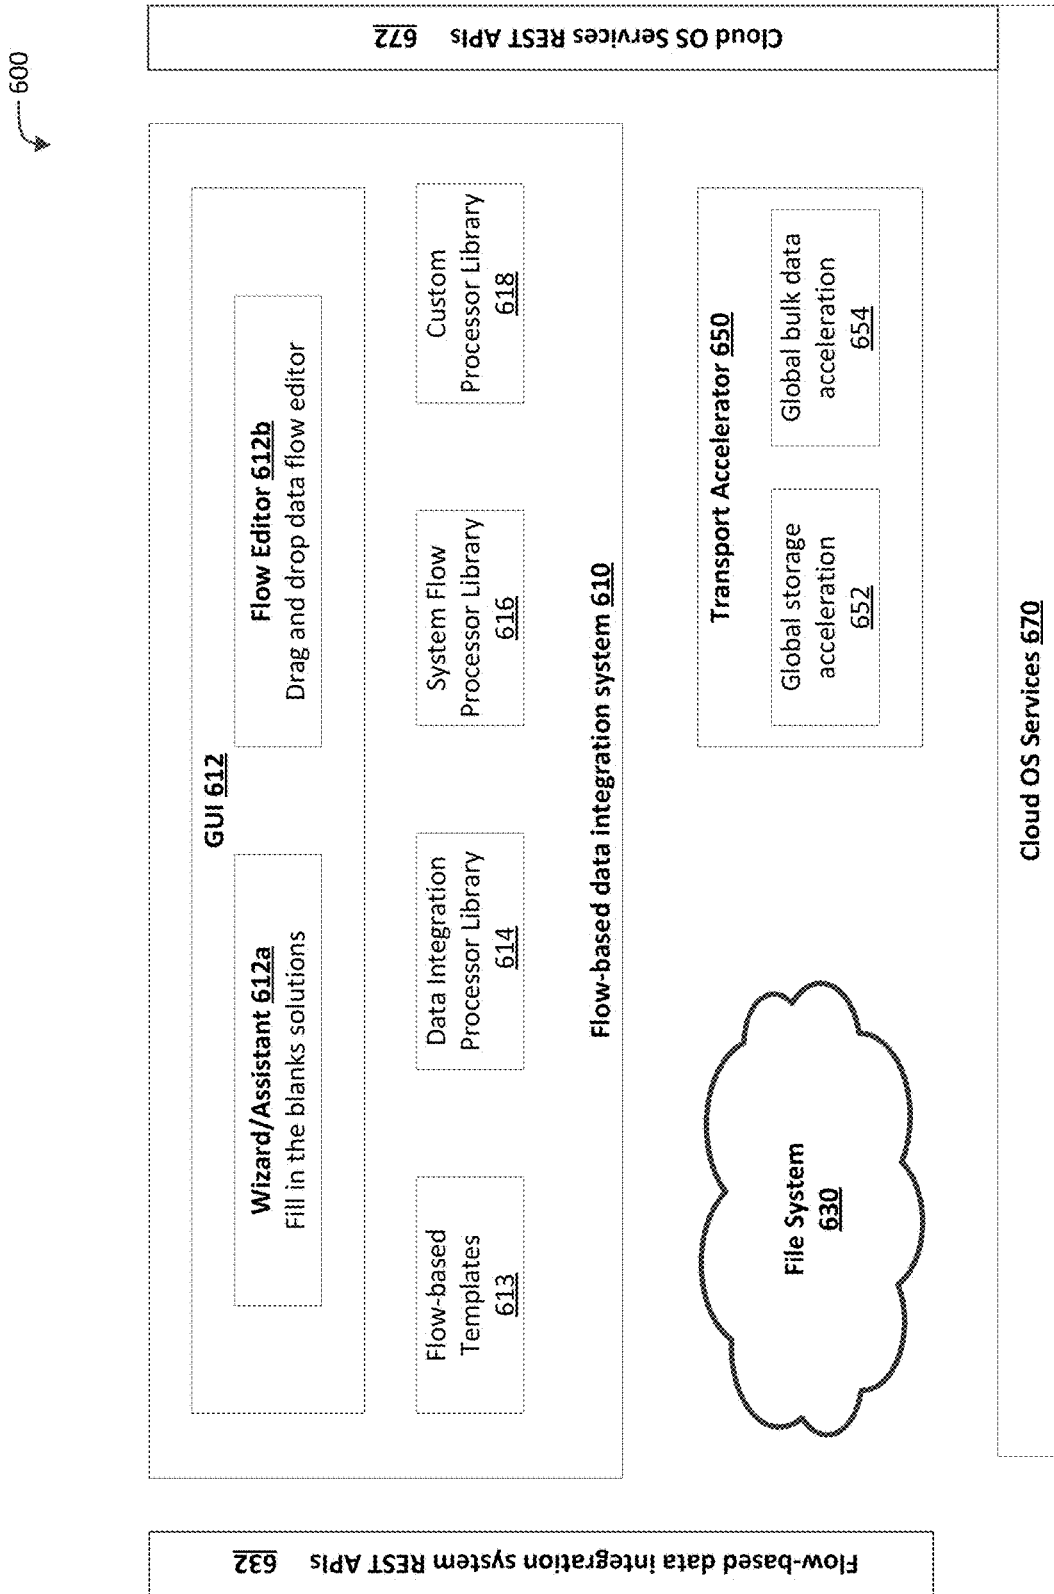 600
GUI 612
Wizard/Assistant 612a
Fill in the blanks solutions
Flow Editor 612b
Drag and drop data flow editor
Flow-based
Templates
613
Data Integration
Processor Library
614
System Flow
Processor Library
616
Custom
Processor Library
618
Flow-based data integration system 610
File System
630
Transport Accelerator 650
Global storage
acceleration
652
Global bulk data
acceleration
654
Cloud OS Services 670
Flow-based data integration system REST APIs 632
Cloud OS Services REST APIs 672